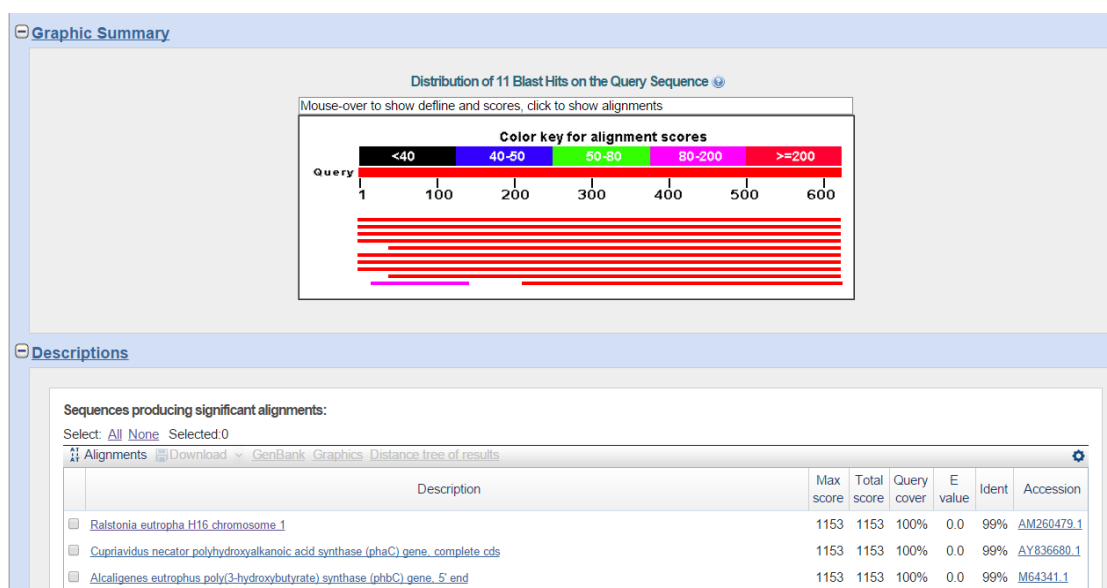 Graphic Summary
Distribution of 11 Blast Hits on the Query Sequence
Mouse-over to show defline and scores, click to show alignments
Color key for alignment scores
<40 40-50 50-80 80-200 >=200
Query
1 100 200 300 400 500 600
Descriptions
Sequences producing significant alignments:
Select: All None Selected:0
Alignments Download GenBank Graphics Distance tree of results
Description Max score Total score Query cover E value Ident Accession
Ralstonia eutropha H16 chromosome 1 1153 1153 100% 0.0 99% AM260479.1
Cupriavidus necator polyhydroxyalkanoic acid synthase (phaC) gene, complete cds 1153 1153 100% 0.0 99% AY836680.1
Alcaligenes eutrophus poly(3-hydroxybutyrate) synthase (phbC) gene, 5' end 1153 1153 100% 0.0 99% M64341.1